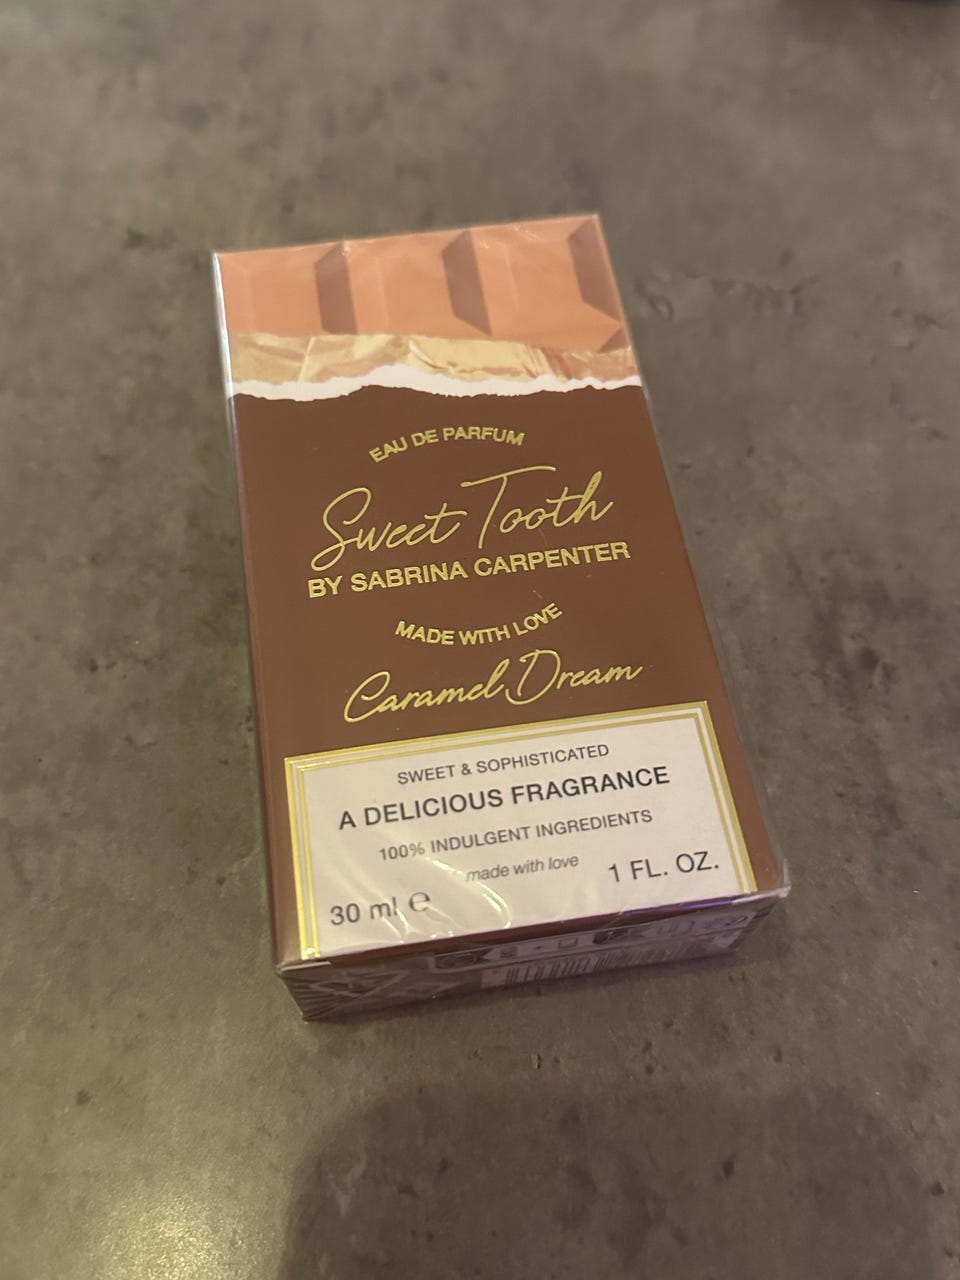 EAU DE PARFUM
Sweet Tooth
BY SABRINA CARPENTER
MADE WITH LOVE
Caramel Dream
SWEET & SOPHISTICATED
A DELICIOUS FRAGRANCE
100% INDULGENT INGREDIENTS
made with love
30 ml ℮ 1 FL. OZ.